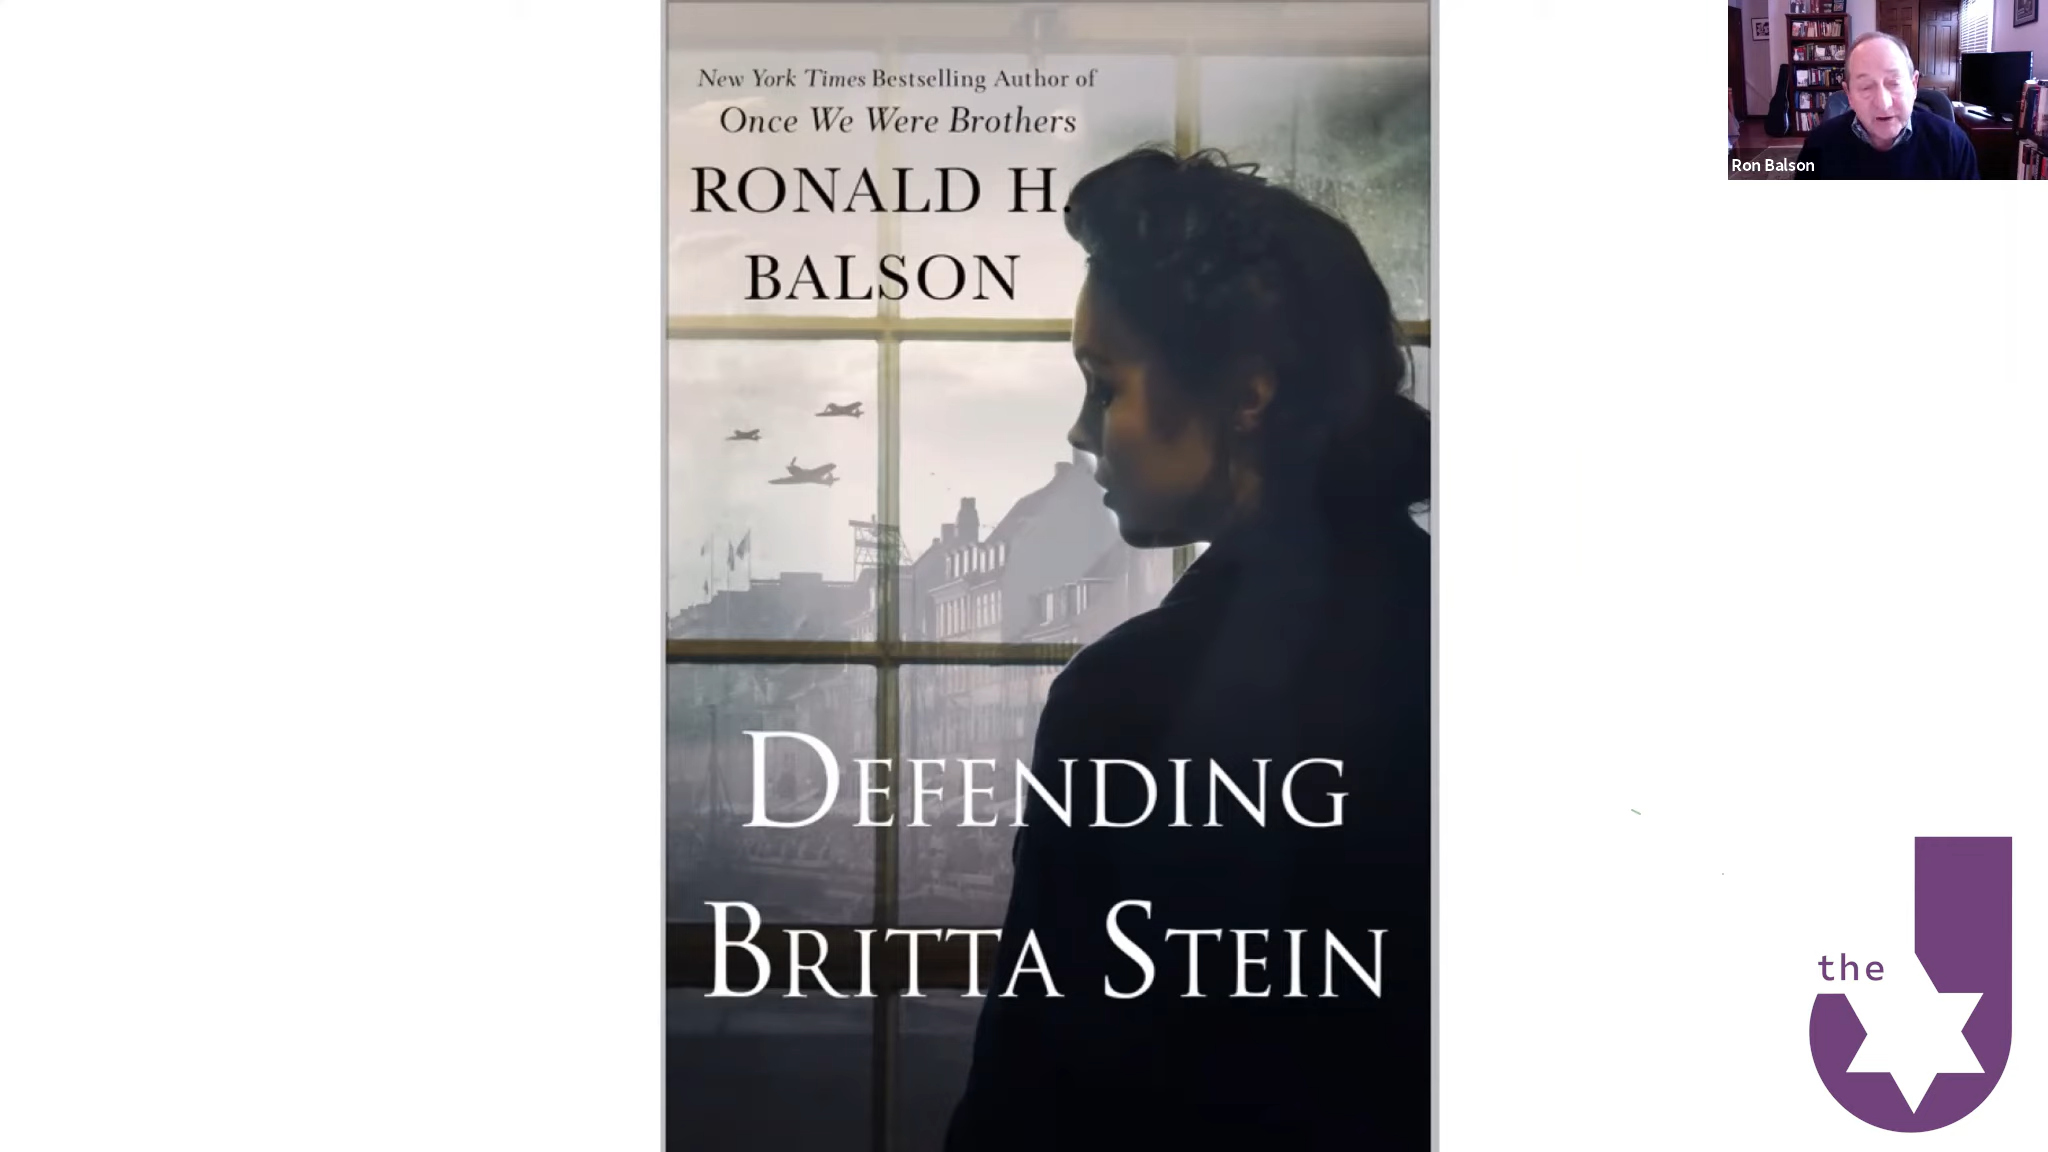 New York Times Bestselling Author of
Once We Were Brothers
RONALD H.
BALSON
DEFENDING
BRITTA STEIN
Ron Balson
the